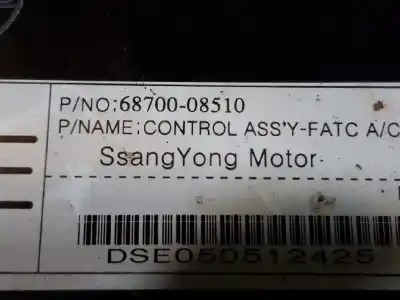 P/NO:68700-08510
P/NAME:CONTROL ASS'Y-FATC A/C
SsangYong Motor
DSE050512425